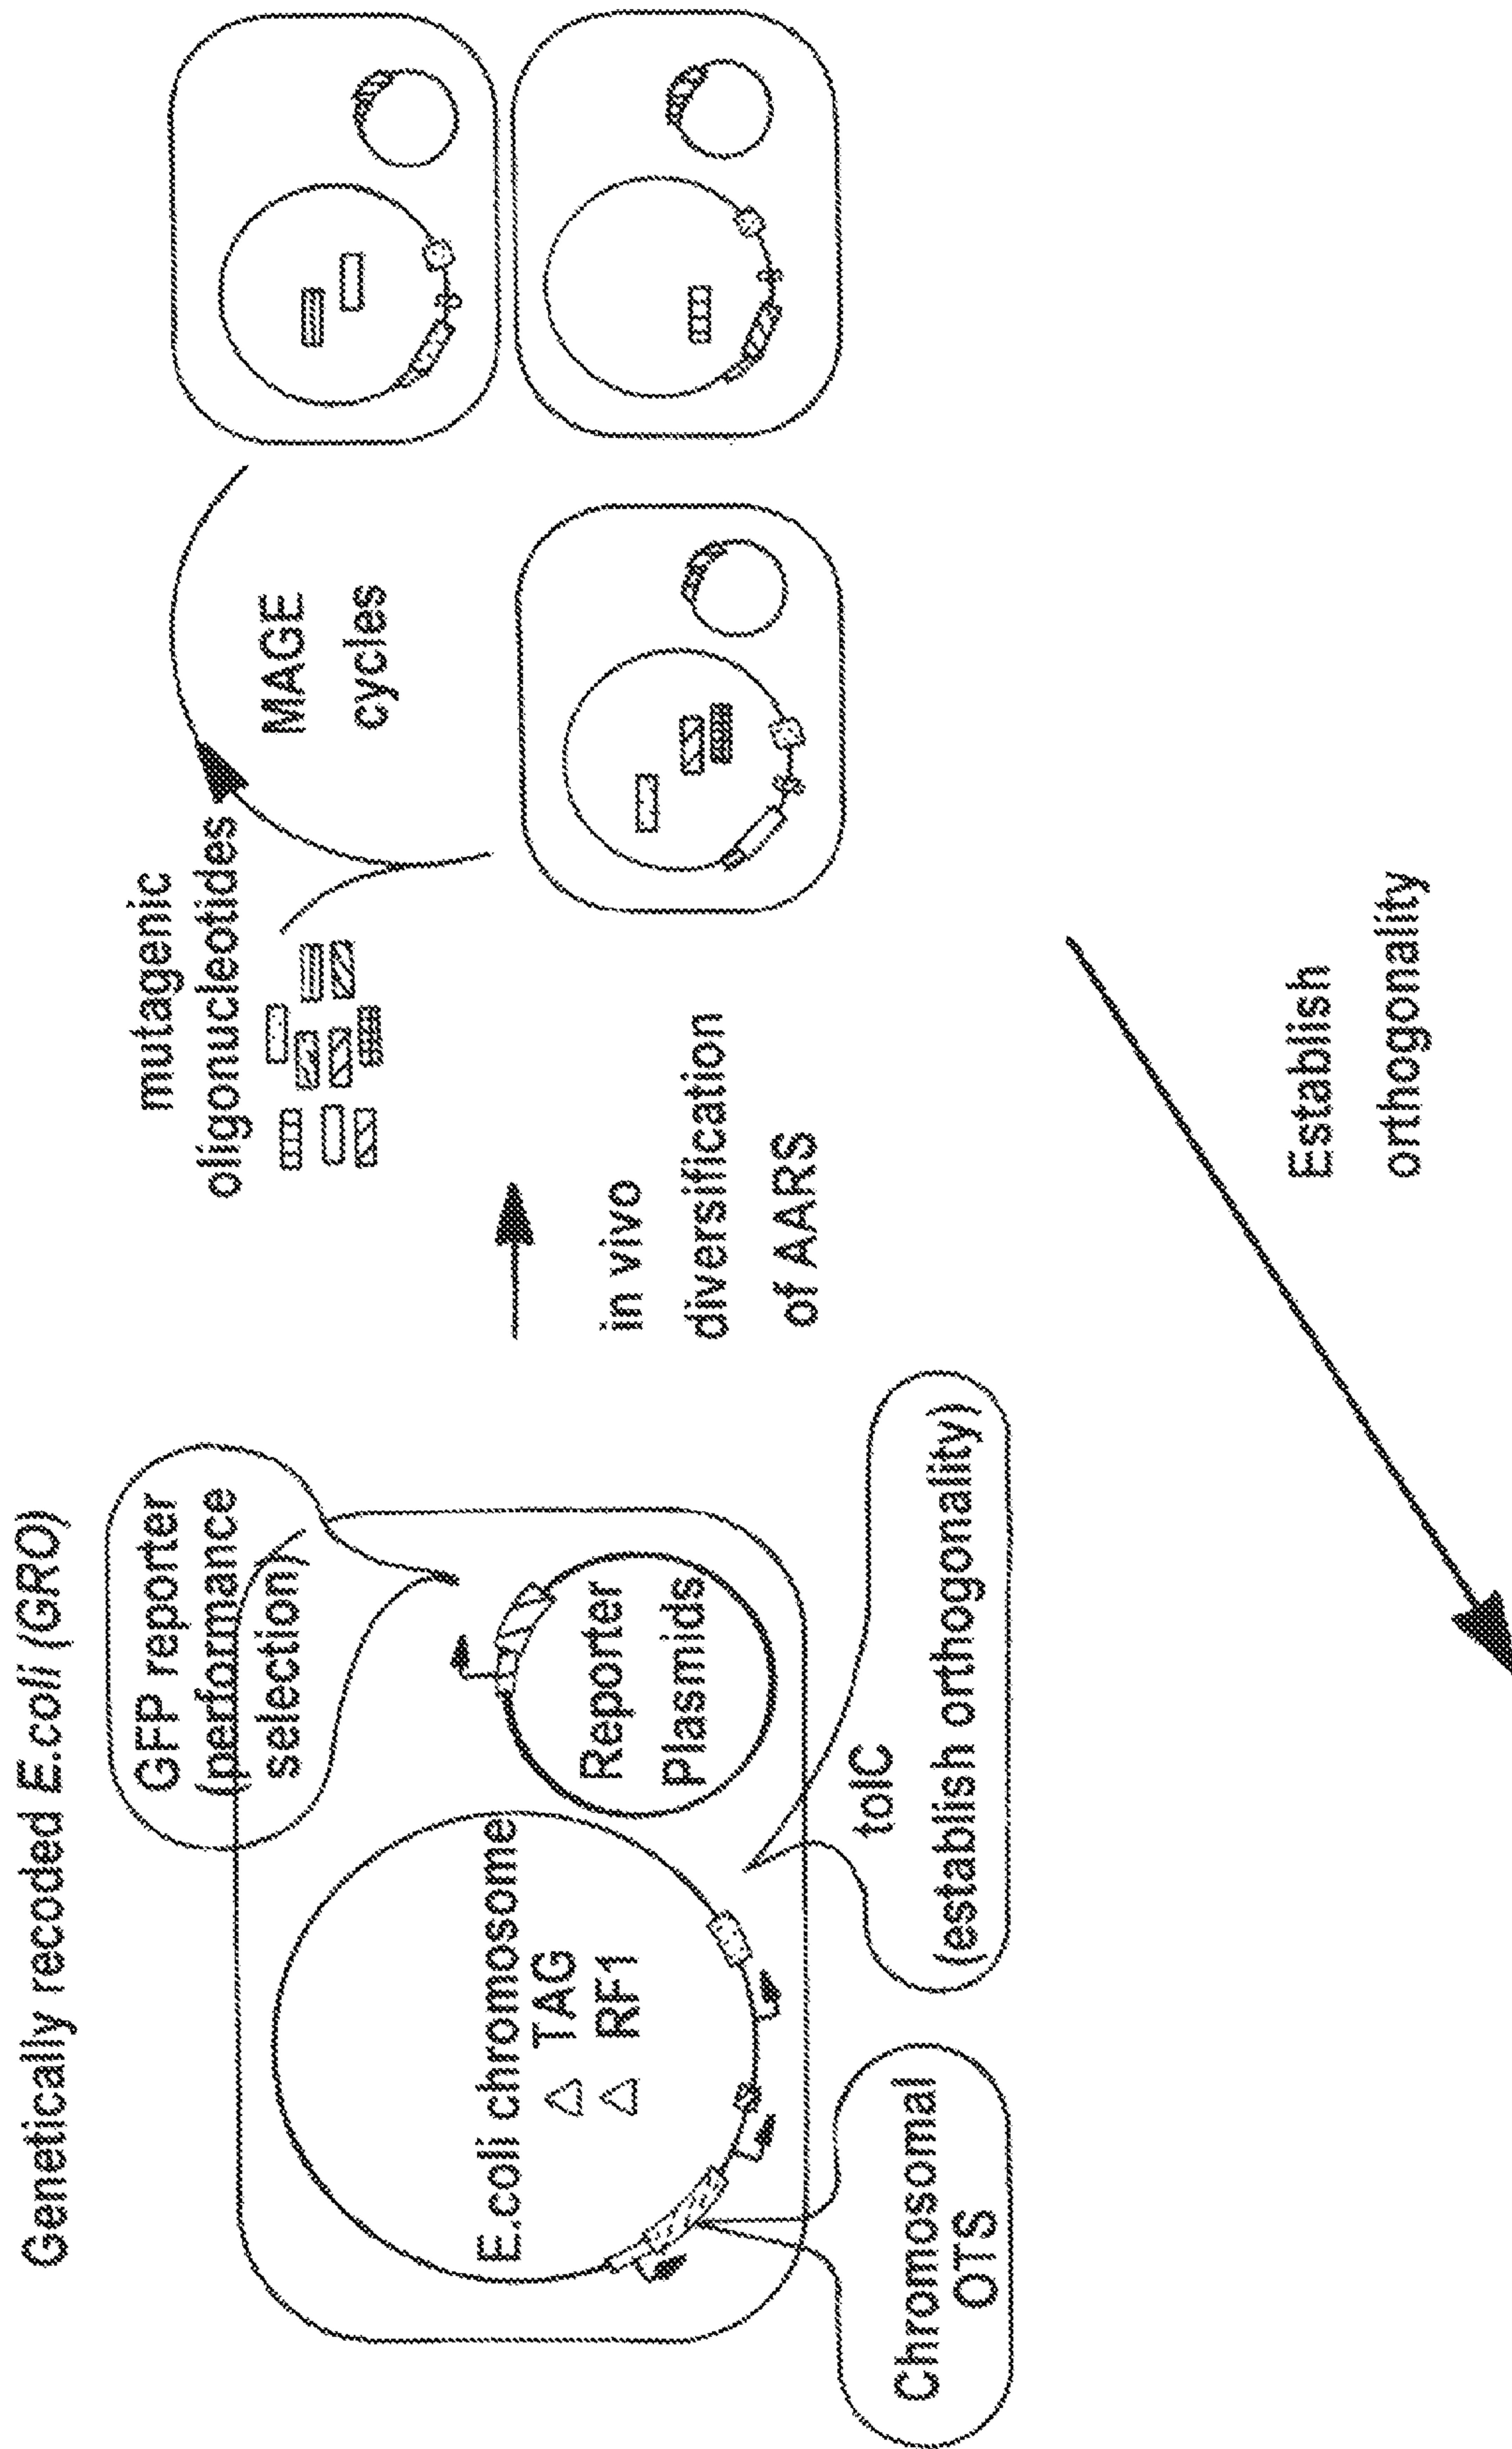 Genetically recoded E.coli (GRO)
GFP reporter
(performance
selection)
E.coli chromosome
△ TAG
△ RF1
Reporter
Plasmids
Chromosomal
OTS
tolC
(establish orthogonality)
in vivo
diversification
of AARS
mutagenic
oligonucleotides
MAGE
cycles
Establish
orthogonality